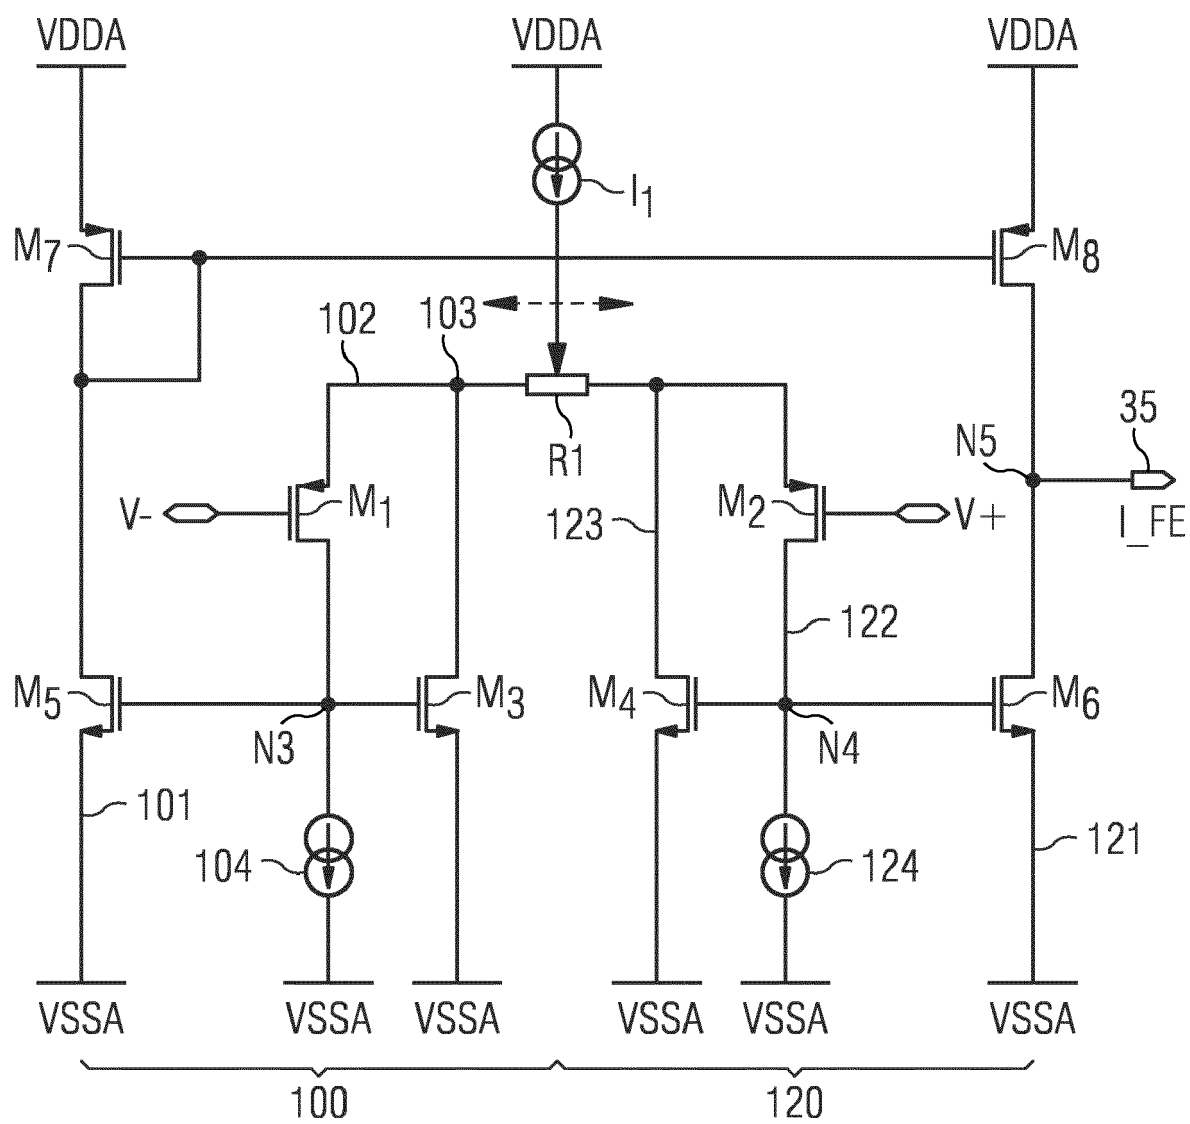 VDDA VDDA VDDA
I1
M7 M8
102 103
35
R1 N5
V- M1 123 M2 V+ I_FE
122
M5 M3 M4 M6
N3 N4
101 121
104 124
VSSA VSSA VSSA VSSA VSSA VSSA
100 120